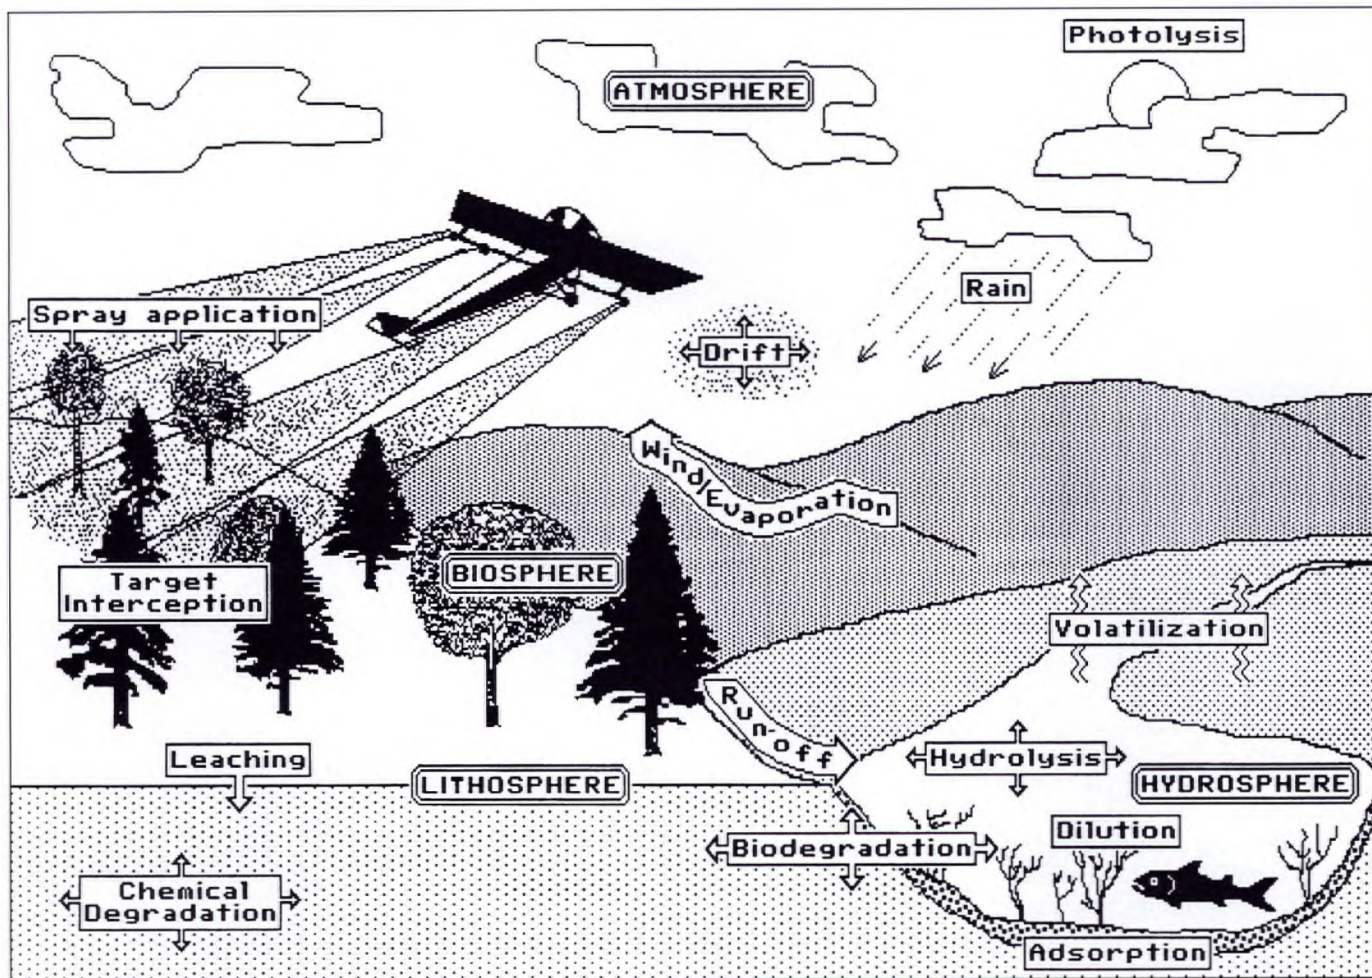 Photolysis
ATMOSPHERE
Rain
Spray application
Drift
Wind/Evaporation
BIOSPHERE
Target
Interception
Volatilization
Run-off
Leaching
LITHOSPHERE
Hydrolysis
HYDROSPHERE
Dilution
Biodegradation
Chemical
Degradation
Adsorption